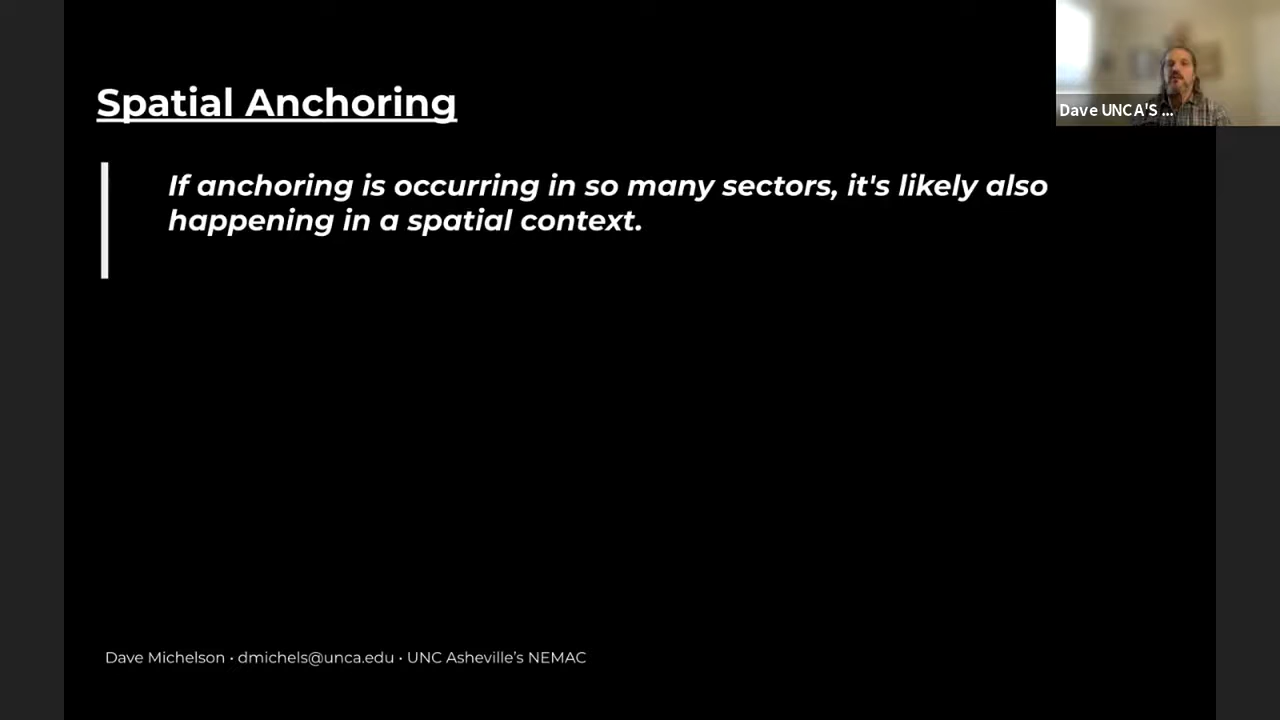 Spatial Anchoring
Dave UNCA'S ...
If anchoring is occurring in so many sectors, it's likely also
happening in a spatial context.
Dave Michelson • dmichels@unca.edu • UNC Asheville’s NEMAC